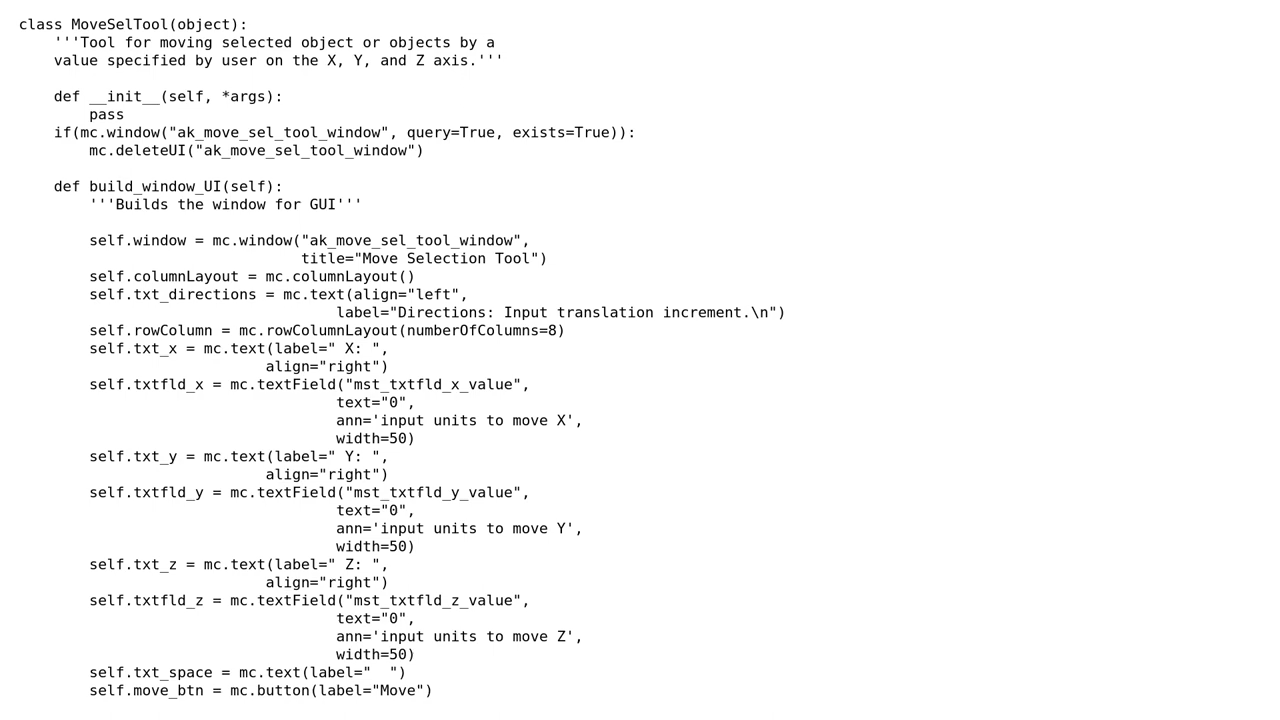 class MoveSelTool(object):
    '''Tool for moving selected object or objects by a
    value specified by user on the X, Y, and Z axis.'''

    def __init__(self, *args):
        pass
    if(mc.window("ak_move_sel_tool_window", query=True, exists=True)):
        mc.deleteUI("ak_move_sel_tool_window")

    def build_window_UI(self):
        '''Builds the window for GUI'''

        self.window = mc.window("ak_move_sel_tool_window",
                                title="Move Selection Tool")
        self.columnLayout = mc.columnLayout()
        self.txt_directions = mc.text(align="left",
                                    label="Directions: Input translation increment.\n")
        self.rowColumn = mc.rowColumnLayout(numberOfColumns=8)
        self.txt_x = mc.text(label=" X: ",
                            align="right")
        self.txtfld_x = mc.textField("mst_txtfld_x_value",
                                    text="0",
                                    ann='input units to move X',
                                    width=50)
        self.txt_y = mc.text(label=" Y: ",
                            align="right")
        self.txtfld_y = mc.textField("mst_txtfld_y_value",
                                    text="0",
                                    ann='input units to move Y',
                                    width=50)
        self.txt_z = mc.text(label=" Z: ",
                            align="right")
        self.txtfld_z = mc.textField("mst_txtfld_z_value",
                                    text="0",
                                    ann='input units to move Z',
                                    width=50)
        self.txt_space = mc.text(label="  ")
        self.move_btn = mc.button(label="Move")